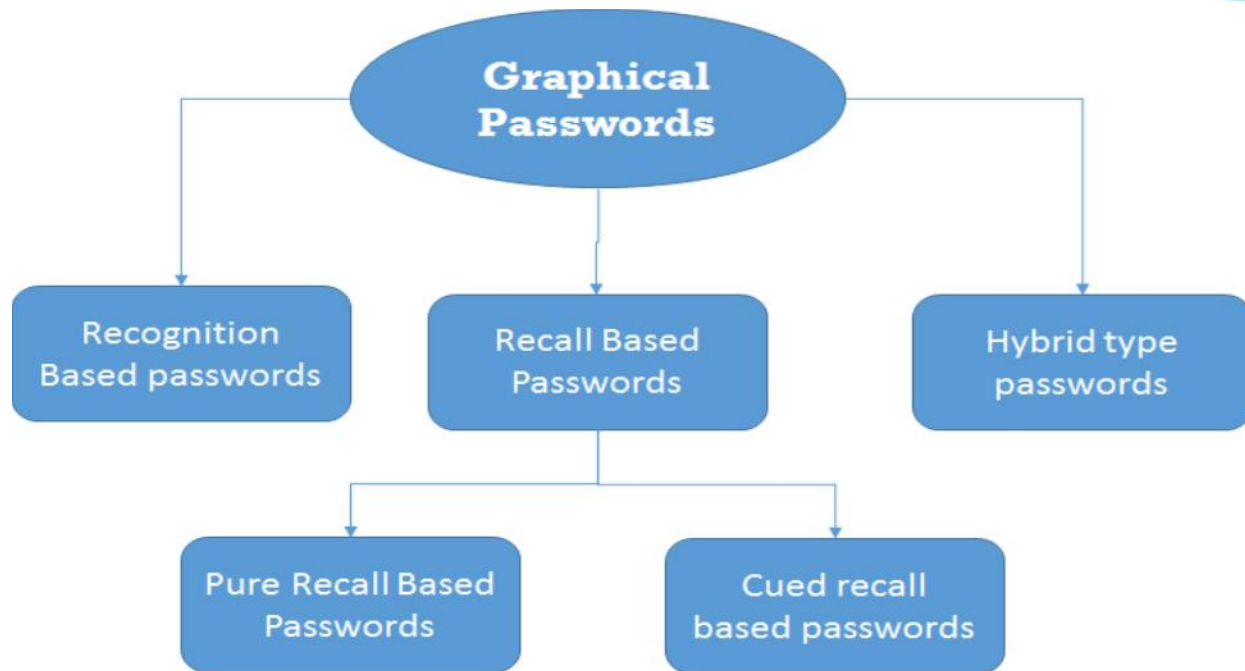 Graphical
Passwords
Recognition
Based passwords
Recall Based
Passwords
Hybrid type
passwords
Pure Recall Based
Passwords
Cued recall
based passwords